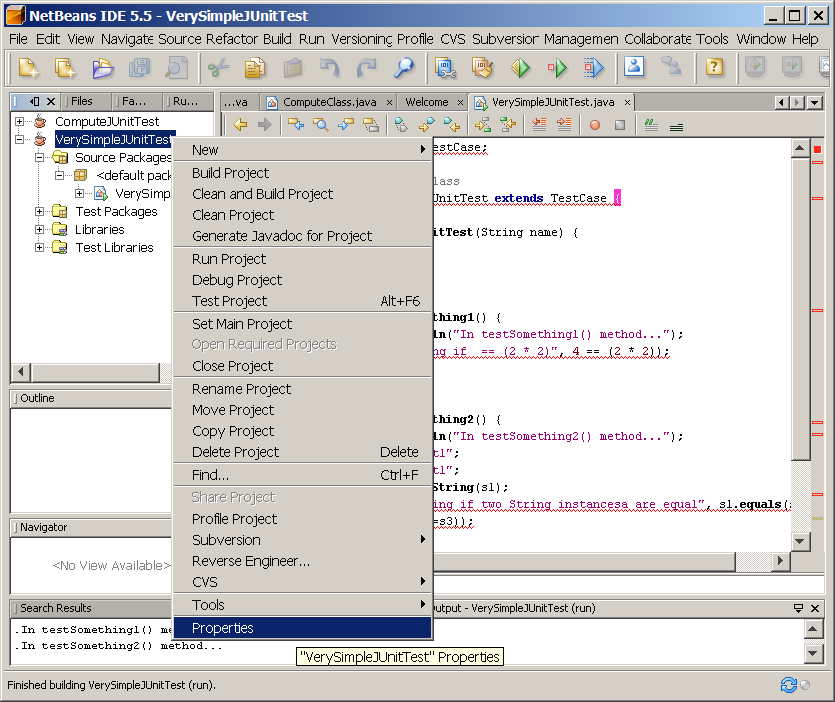 NetBeans IDE 5.5 - VerySimpleJUnitTest
File Edit View Navigate Source Refactor Build Run Versioning Profile CVS Subversion Managemen Collaborate Tools Window Help
Files Fa... Ru... ...va ComputeClass.java Welcome VerySimpleJUnitTest.java
ComputeJUnitTest
VerySimpleJUnitTest
Source Packages
<default pack
VerySimp
Test Packages
Libraries
Test Libraries
Outline
Navigator
<No View Available>
New
Build Project
Clean and Build Project
Clean Project
Generate Javadoc for Project
Run Project
Debug Project
Test Project Alt+F6
Set Main Project
Open Required Projects
Close Project
Rename Project
Move Project
Copy Project
Delete Project Delete
Find... Ctrl+F
Share Project
Profile Project
Subversion
Reverse Engineer...
CVS
Tools
Properties
estCase;
lass
UnitTest extends TestCase {
itTest(String name) {
thing1() {
ln("In testSomething1() method...");
ng if  == (2 * 2)", 4 == (2 * 2));
thing2() {
ln("In testSomething2() method...");
t1";
t1";
String(s1);
ing if two String instancesa are equal", s1.equals(
=s3));
Search Results
utput - VerySimpleJUnitTest (run)
.In testSomething1() me
.In testSomething2() method...
"VerySimpleJUnitTest" Properties
Finished building VerySimpleJUnitTest (run).